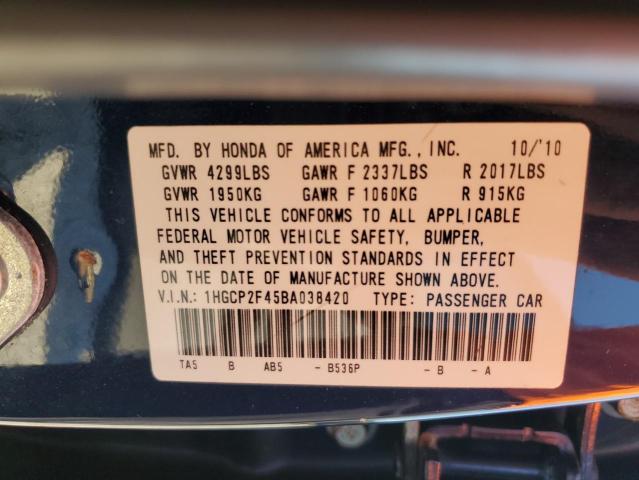 MFD. BY HONDA OF AMERICA MFG., INC. 10/'10
GVWR 4299LBS GAWR F 2337LBS R 2017LBS
GVWR 1950KG GAWR F 1060KG R 915KG
THIS VEHICLE CONFORMS TO ALL APPLICABLE
FEDERAL MOTOR VEHICLE SAFETY, BUMPER,
AND THEFT PREVENTION STANDARDS IN EFFECT
ON THE DATE OF MANUFACTURE SHOWN ABOVE.
V.I.N.: 1HGCP2F45BA038420 TYPE: PASSENGER CAR
TA5 B AB5 - B536P - B - A